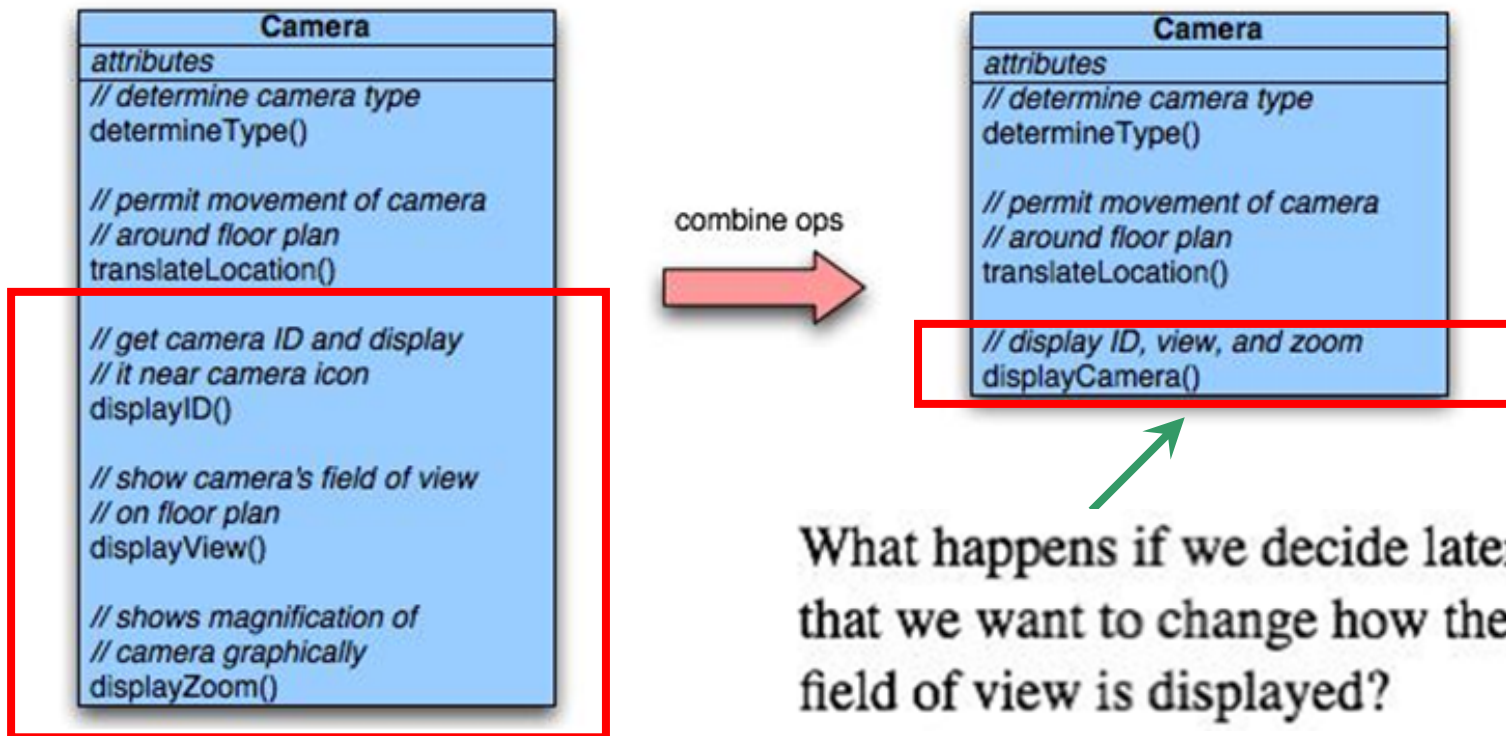 Camera
attributes
// determine camera type
determineType()
// permit movement of camera
// around floor plan
translateLocation()
// get camera ID and display
// it near camera icon
displayID()
// show camera's field of view
// on floor plan
displayView()
// shows magnification of
// camera graphically
displayZoom()
combine ops
Camera
attributes
// determine camera type
determineType()
// permit movement of camera
// around floor plan
translateLocation()
// display ID, view, and zoom
displayCamera()
What happens if we decide later
that we want to change how the
field of view is displayed?